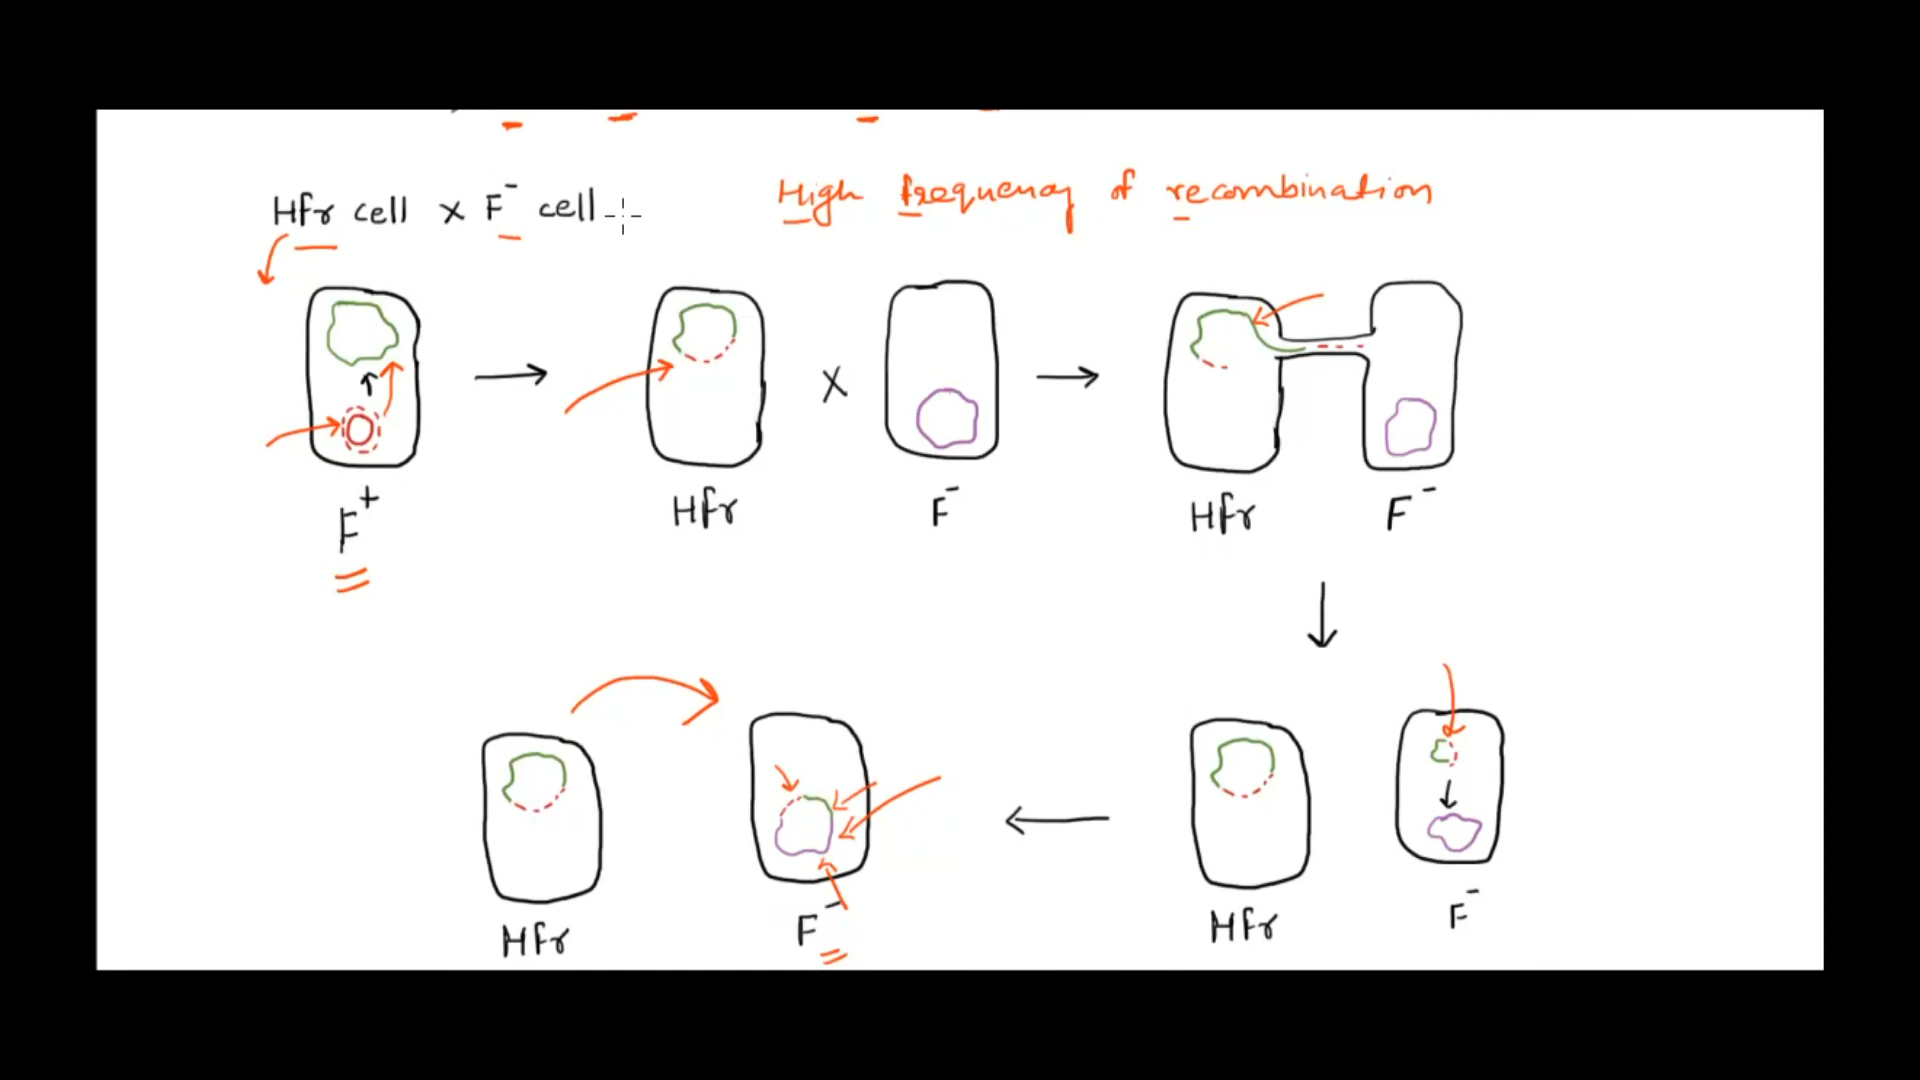 Hfr cell x F⁻ cell
High frequency of recombination
F⁺
Hfr
x
F⁻
Hfr
F⁻
Hfr
F⁻
Hfr
F⁻